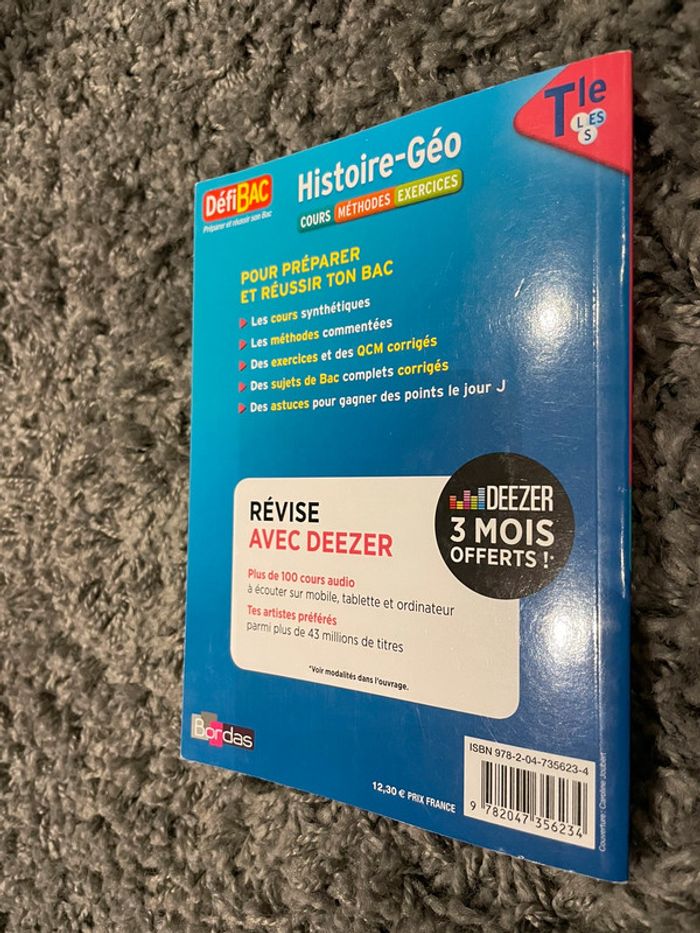 Tle
L ES
S
DéfiBAC
Préparer et réussir son Bac
Histoire-Géo
COURS MÉTHODES EXERCICES
POUR PRÉPARER
ET RÉUSSIR TON BAC
Les cours synthétiques
Les méthodes commentées
Des exercices et des QCM corrigés
Des sujets de Bac complets corrigés
Des astuces pour gagner des points le jour J
DEEZER
3 MOIS
OFFERTS !*
RÉVISE
AVEC DEEZER
Plus de 100 cours audio
à écouter sur mobile, tablette et ordinateur
Tes artistes préférés
parmi plus de 43 millions de titres
*Voir modalités dans l'ouvrage.
Bordas
12,30 € PRIX FRANCE
ISBN 978-2-04-735623-4
9 782047 356234
Couverture : Caroline Joubert